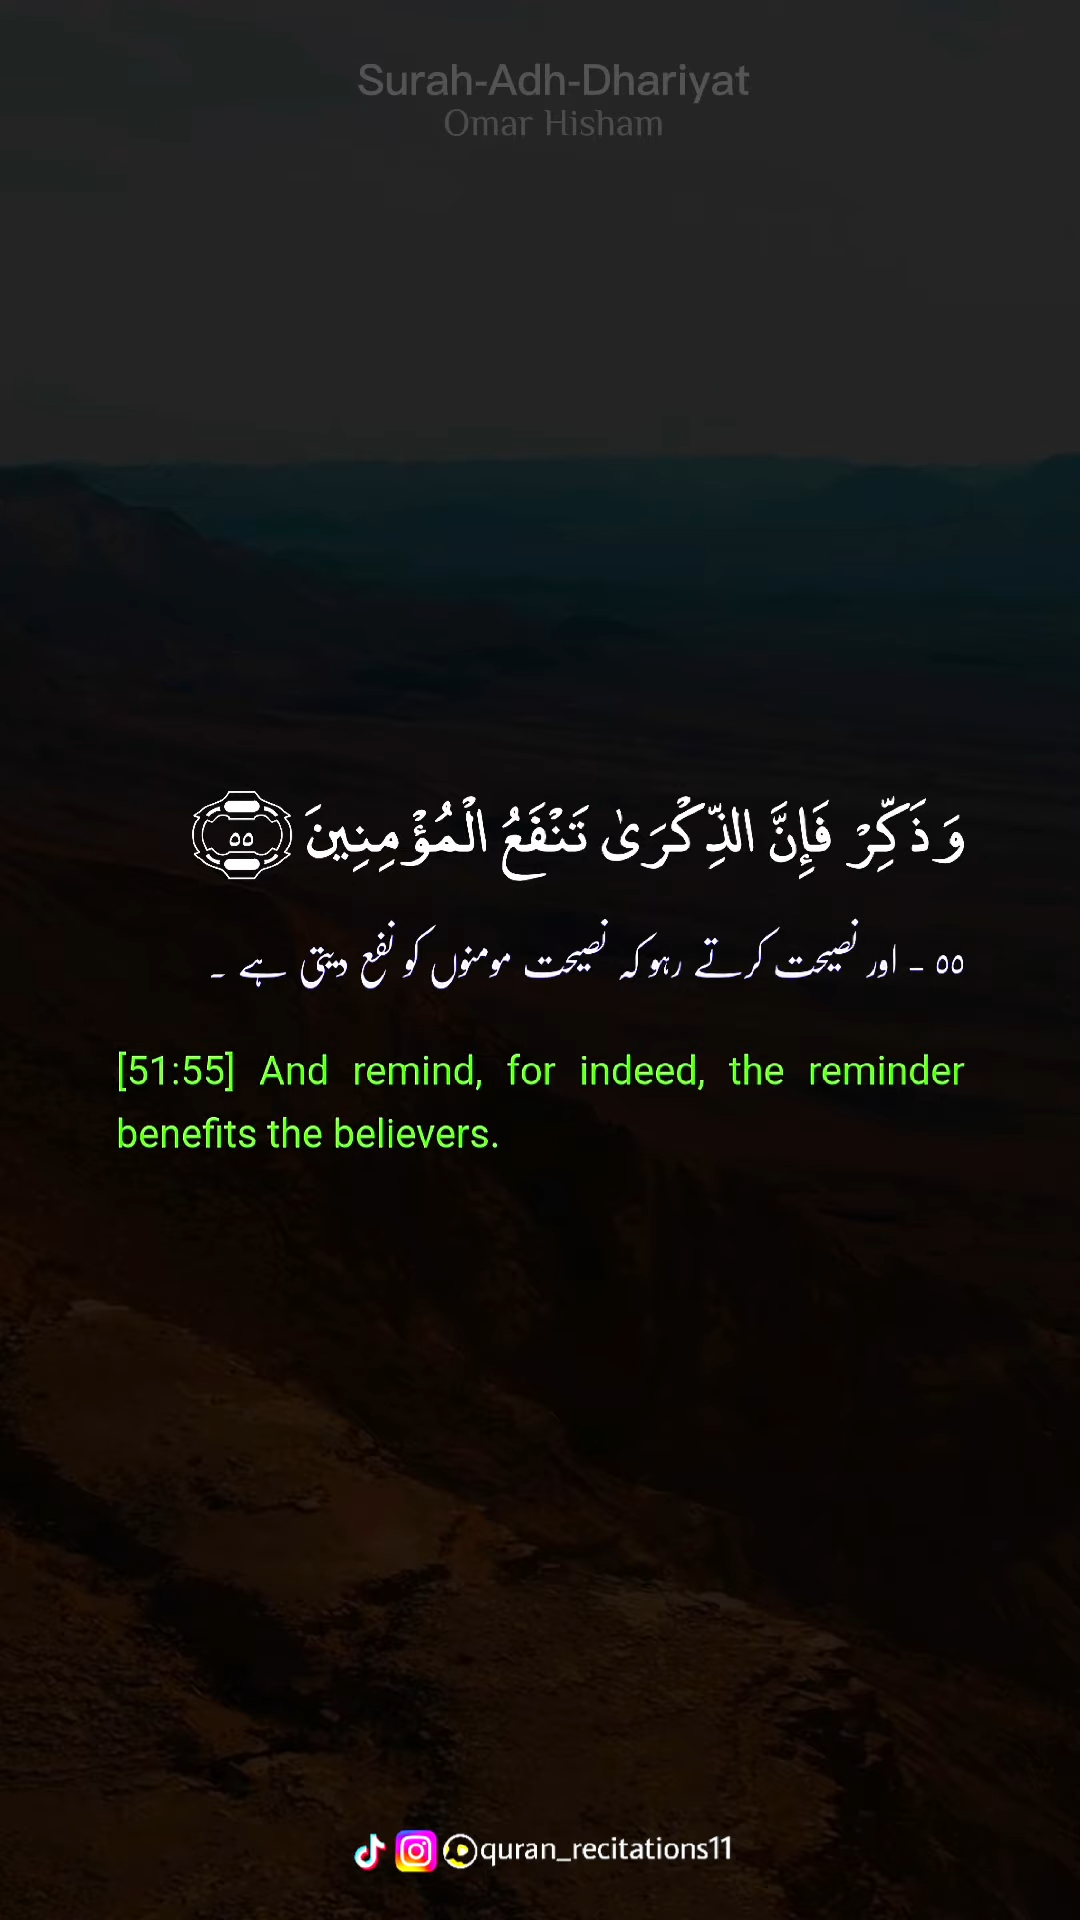 Surah-Adh-Dhariyat
Omar Hisham
وَذَكِّرْ فَإِنَّ الذِّكْرَىٰ تَنْفَعُ الْمُؤْمِنِينَ ٥٥
٥٥ - اور نصیحت کرتے رہو کہ نصیحت مومنوں کو نفع دیتی ہے ۔
[51:55] And remind, for indeed, the reminder
benefits the believers.
quran_recitations11